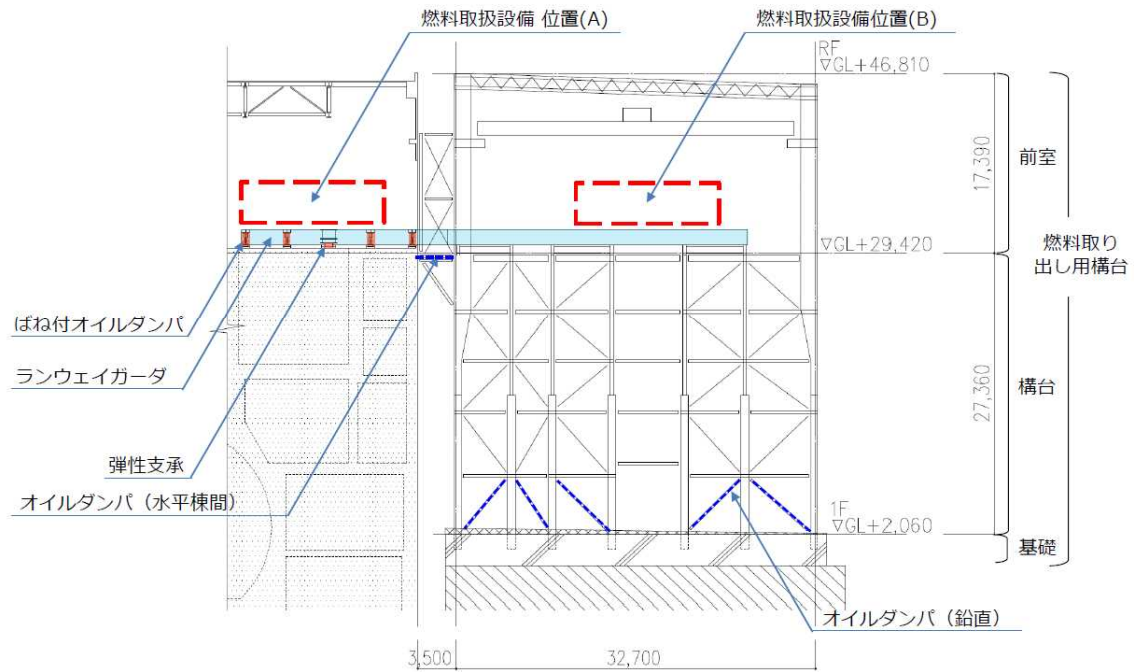 燃料取扱設備 位置(A)
燃料取扱設備位置(B)
RF
▽GL+46,810
17,390
前室
▽GL+29,420
燃料取り
出し用構台
ばね付オイルダンパ
ランウェイガーダ
27,360
構台
弾性支承
オイルダンパ（水平棟間）
1F
▽GL+2,060
基礎
オイルダンパ（鉛直）
3,500
32,700